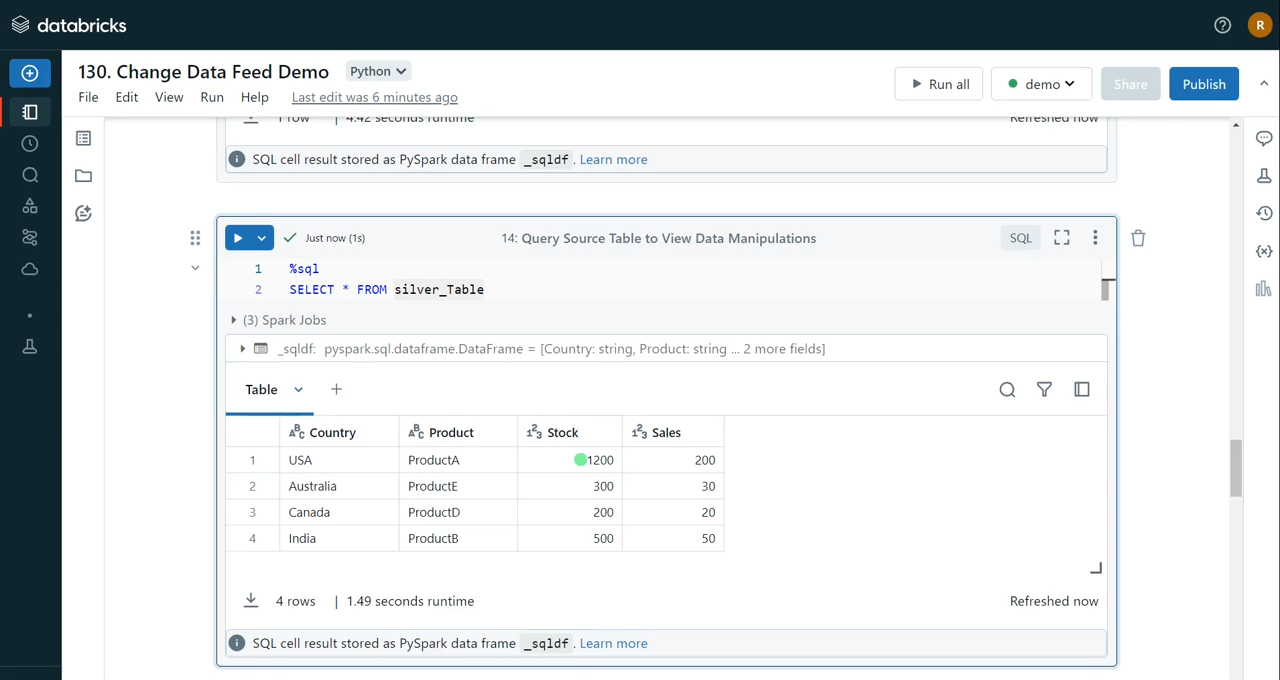 databricks
R
130. Change Data Feed Demo
Python
File Edit View Run Help Last edit was 6 minutes ago
Run all
demo
Share
Publish
1 row | 4.42 seconds runtime
Refreshed now
SQL cell result stored as PySpark data frame _sqldf. Learn more
Just now (1s)
14: Query Source Table to View Data Manipulations
SQL
1 %sql
2 SELECT * FROM silver_Table
(3) Spark Jobs
_sqldf: pyspark.sql.dataframe.DataFrame = [Country: string, Product: string ... 2 more fields]
Table
Country Product Stock Sales
1 USA ProductA 1200 200
2 Australia ProductE 300 30
3 Canada ProductD 200 20
4 India ProductB 500 50
4 rows | 1.49 seconds runtime
Refreshed now
SQL cell result stored as PySpark data frame _sqldf. Learn more